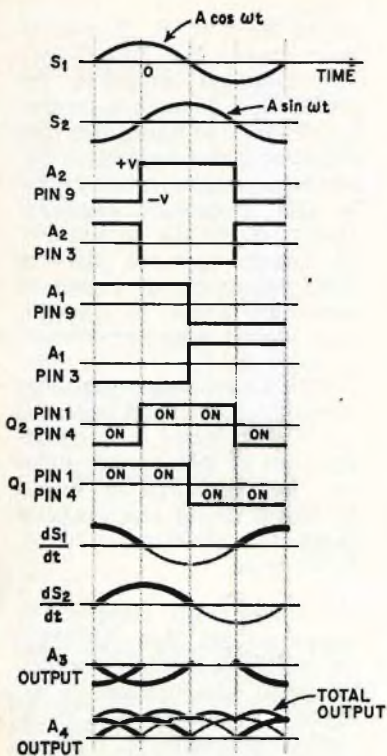 A cos ωt
S1
O
TIME
S2
A sin ωt
A2
PIN 9
+V
−V
A2
PIN 3
A1
PIN 9
A1
PIN 3
Q2
PIN 1
PIN 4
ON ON
ON ON
Q1
PIN 1
PIN 4
ON ON
ON ON
dS1
dt
dS2
dt
A3
OUTPUT
TOTAL
OUTPUT
A4
OUTPUT